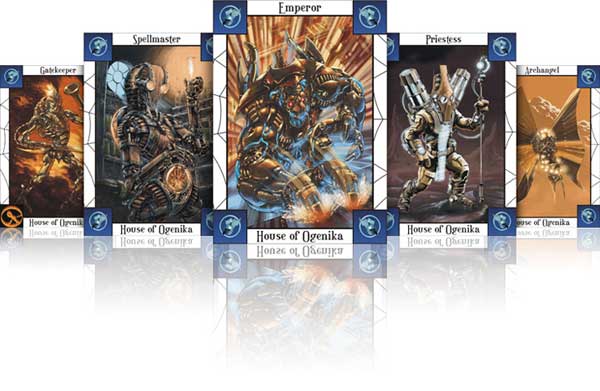 Gatekeeper
House of Ogenika
Spellmaster
House of Ogenika
Emperor
House of Ogenika
Priestess
House of Ogenika
Archangel
House of Ogenika